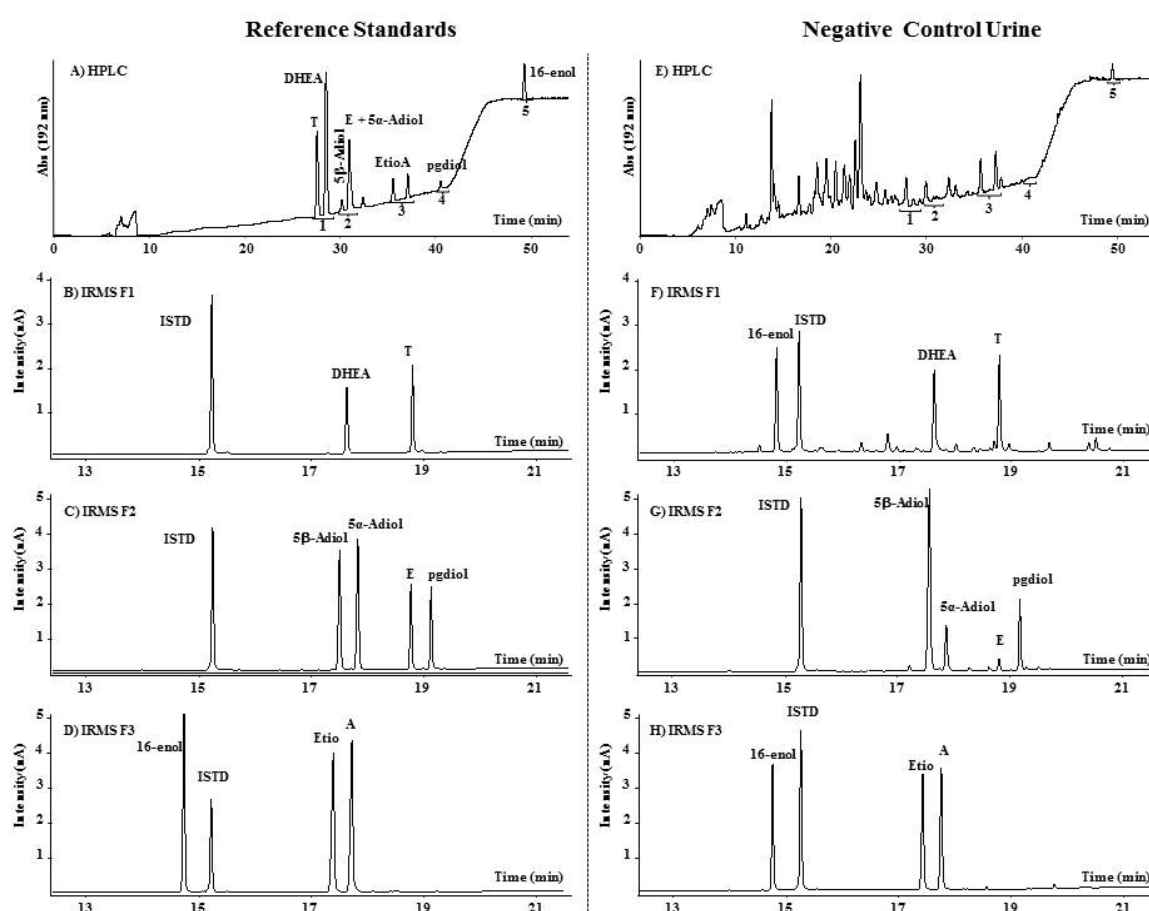 Reference Standards
Negative Control Urine
A) HPLC
DHEA
16-enol
T
5β-Adiol
E + 5α-Adiol
EtioA
pgdiol
1
2
3
4
5
Abs (192 nm)
Time (min)
0 10 20 30 40 50
E) HPLC
5
1
2
3
4
Abs (192 nm)
Time (min)
0 10 20 30 40 50
B) IRMS F1
ISTD
DHEA
T
Intensity (nA)
4
3
2
1
Time (min)
13 15 17 19 21
F) IRMS F1
16-enol
ISTD
DHEA
T
Intensity (nA)
4
3
2
1
Time (min)
13 15 17 19 21
C) IRMS F2
ISTD
5β-Adiol
5α-Adiol
E
pgdiol
Intensity (nA)
5
4
3
2
1
Time (min)
13 15 17 19 21
G) IRMS F2
ISTD
5β-Adiol
5α-Adiol
E
pgdiol
Intensity (nA)
5
4
3
2
1
Time (min)
13 15 17 19 21
D) IRMS F3
16-enol
ISTD
Etio
A
Intensity (nA)
5
4
3
2
1
Time (min)
13 15 17 19 21
H) IRMS F3
16-enol
ISTD
Etio
A
Intensity (nA)
5
4
3
2
1
Time (min)
13 15 17 19 21